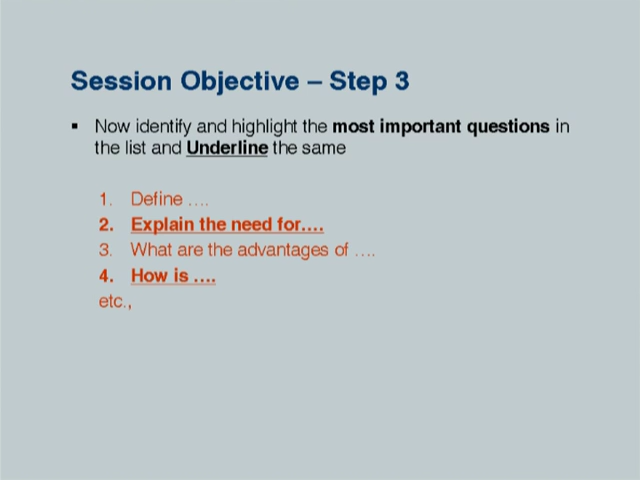 Session Objective – Step 3
▪ Now identify and highlight the most important questions in
the list and Underline the same
1. Define ....
2. Explain the need for....
3. What are the advantages of ....
4. How is ....
etc.,